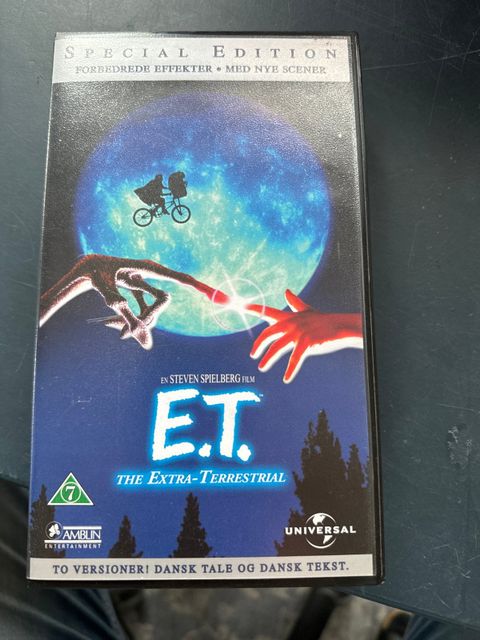 SPECIAL EDITION
FORBEDREDE EFFEKTER • MED NYE SCENER
EN STEVEN SPIELBERG FILM
E.T.™
THE EXTRA-TERRESTRIAL
7
AMBLIN
ENTERTAINMENT
UNIVERSAL
TO VERSIONER! DANSK TALE OG DANSK TEKST.